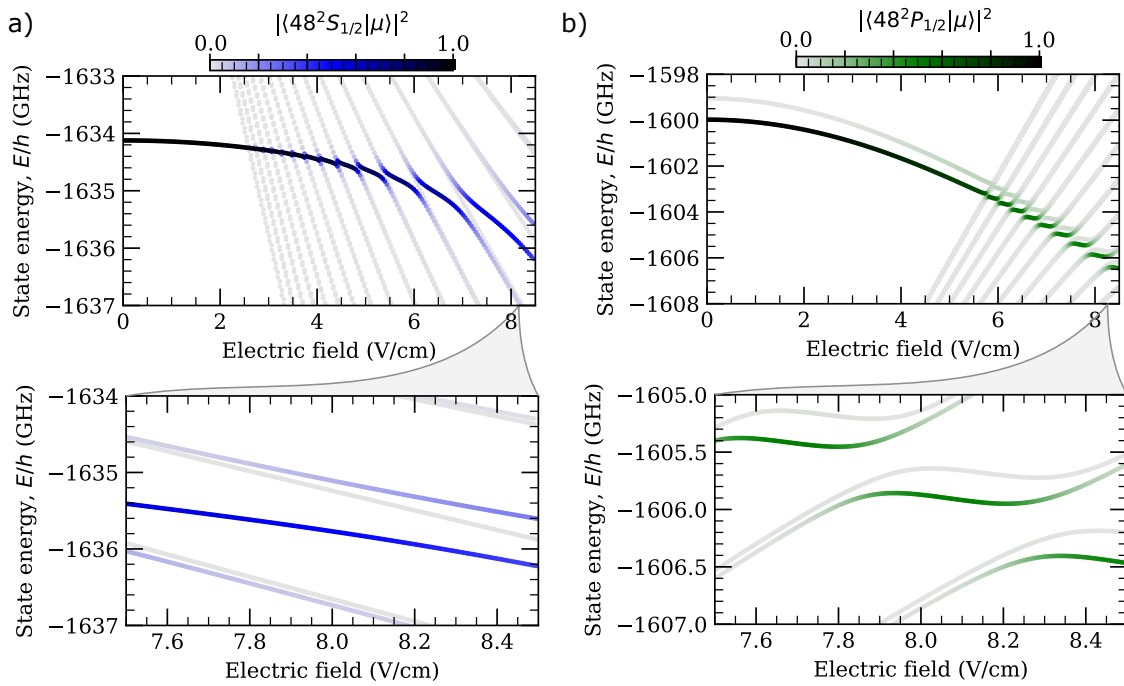 a)
|⟨48²S₁/₂|μ⟩|²
0.0 1.0
State energy, E/h (GHz)
−1633
−1634
−1635
−1636
−1637
0 2 4 6 8
Electric field (V/cm)
State energy, E/h (GHz)
−1634
−1635
−1636
−1637
7.6 7.8 8.0 8.2 8.4
Electric field (V/cm)
b)
|⟨48²P₁/₂|μ⟩|²
0.0 1.0
State energy, E/h (GHz)
−1598
−1600
−1602
−1604
−1606
−1608
0 2 4 6 8
Electric field (V/cm)
State energy, E/h (GHz)
−1605.0
−1605.5
−1606.0
−1606.5
−1607.0
7.6 7.8 8.0 8.2 8.4
Electric field (V/cm)